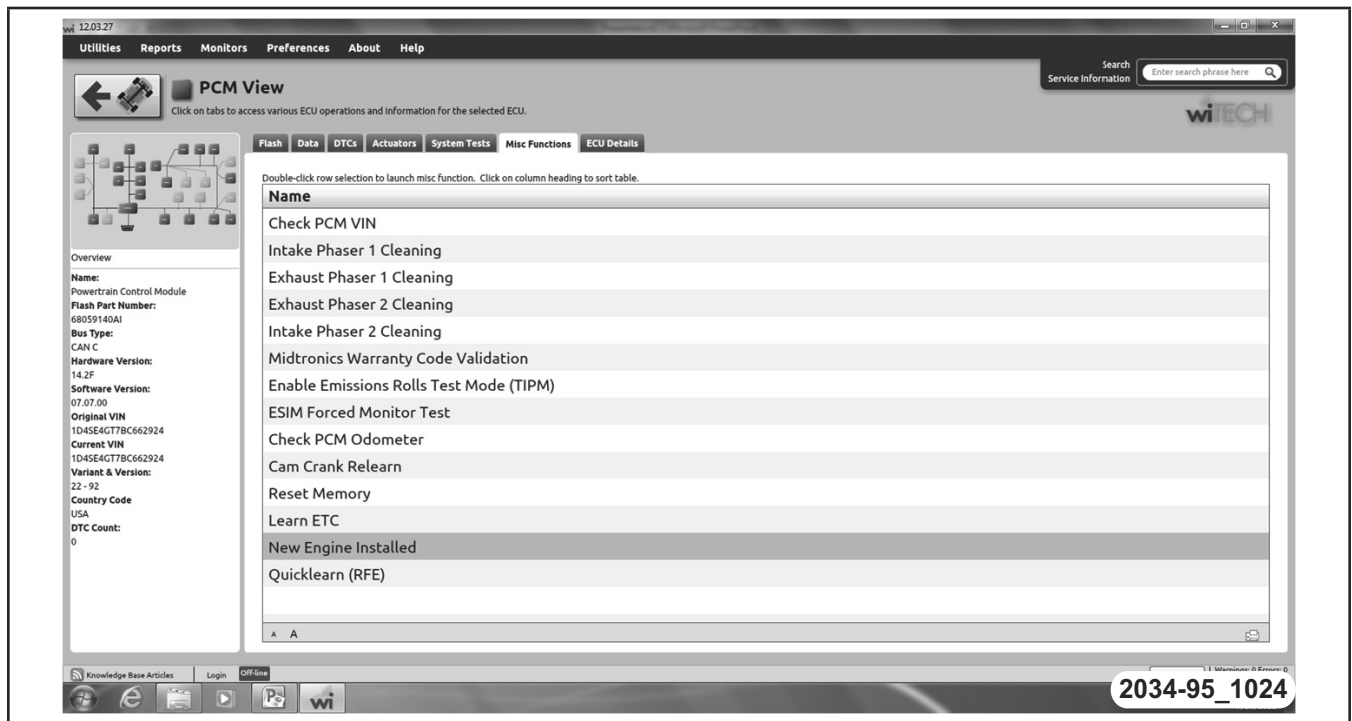 wi 12.03.27
Utilities Reports Monitors Preferences About Help
Search
Service Information
Enter search phrase here
PCM View
Click on tabs to access various ECU operations and information for the selected ECU.
wiTECH
Flash Data DTCs Actuators System Tests Misc Functions ECU Details
Double-click row selection to launch misc function. Click on column heading to sort table.
Name
Check PCM VIN
Intake Phaser 1 Cleaning
Exhaust Phaser 1 Cleaning
Exhaust Phaser 2 Cleaning
Intake Phaser 2 Cleaning
Midtronics Warranty Code Validation
Enable Emissions Rolls Test Mode (TIPM)
ESIM Forced Monitor Test
Check PCM Odometer
Cam Crank Relearn
Reset Memory
Learn ETC
New Engine Installed
Quicklearn (RFE)
A A
Overview
Name:
Powertrain Control Module
Flash Part Number:
68059140AI
Bus Type:
CAN C
Hardware Version:
14.2F
Software Version:
07.07.00
Original VIN
1D4SE4GT7BC662924
Current VIN
1D4SE4GT7BC662924
Variant & Version:
22 - 92
Country Code
USA
DTC Count:
0
Knowledge Base Articles Login Off-line
Warnings: 0 Errors: 0
wi
2034-95_1024